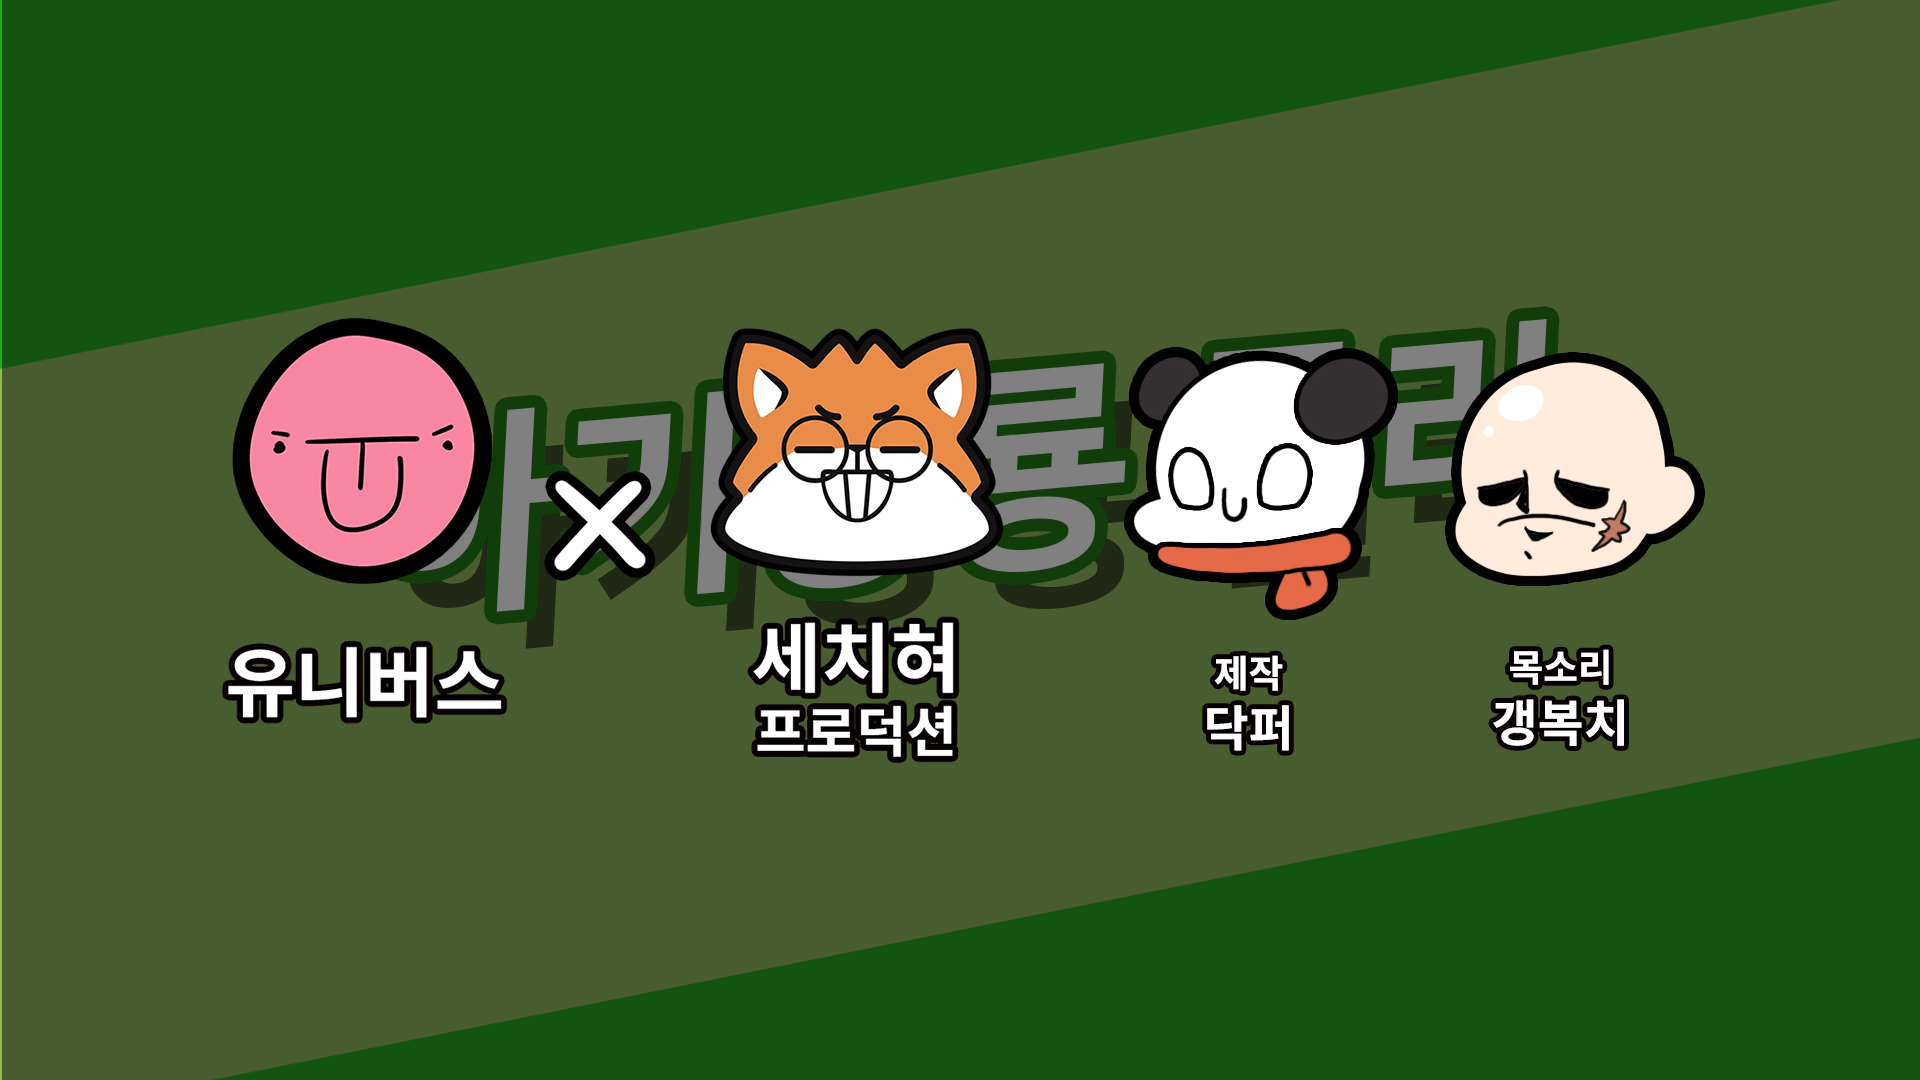 유니버스
세치혀
프로덕션
제작
닥퍼
목소리
갱복치